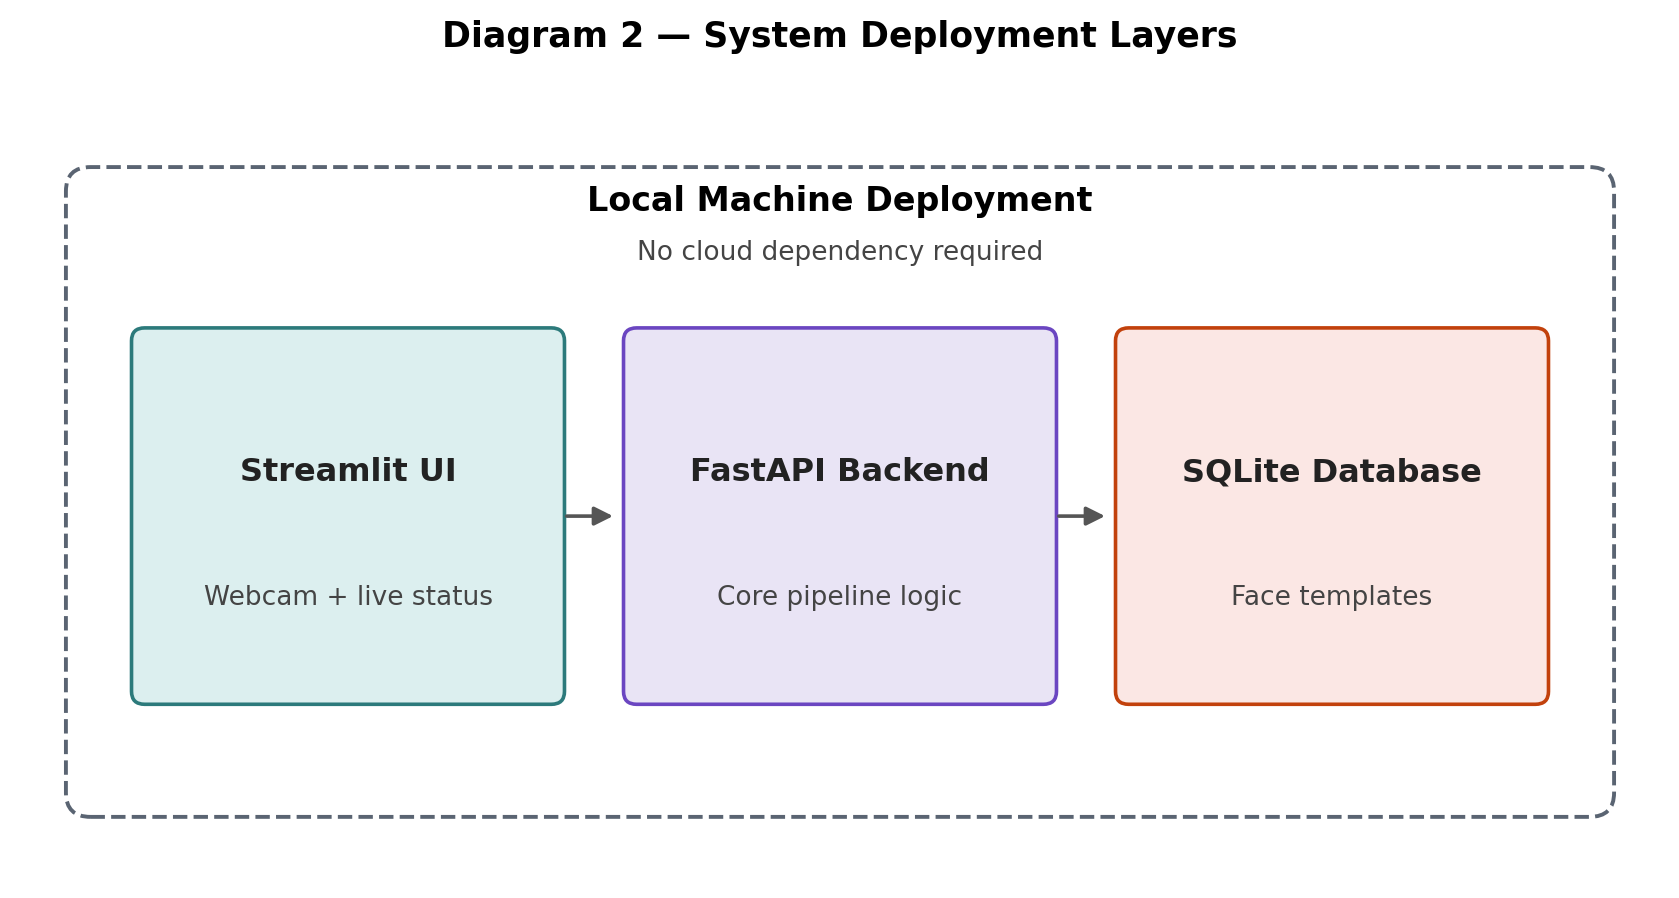 Diagram 2 — System Deployment Layers
Local Machine Deployment
No cloud dependency required
Streamlit UI
Webcam + live status
FastAPI Backend
Core pipeline logic
SQLite Database
Face templates